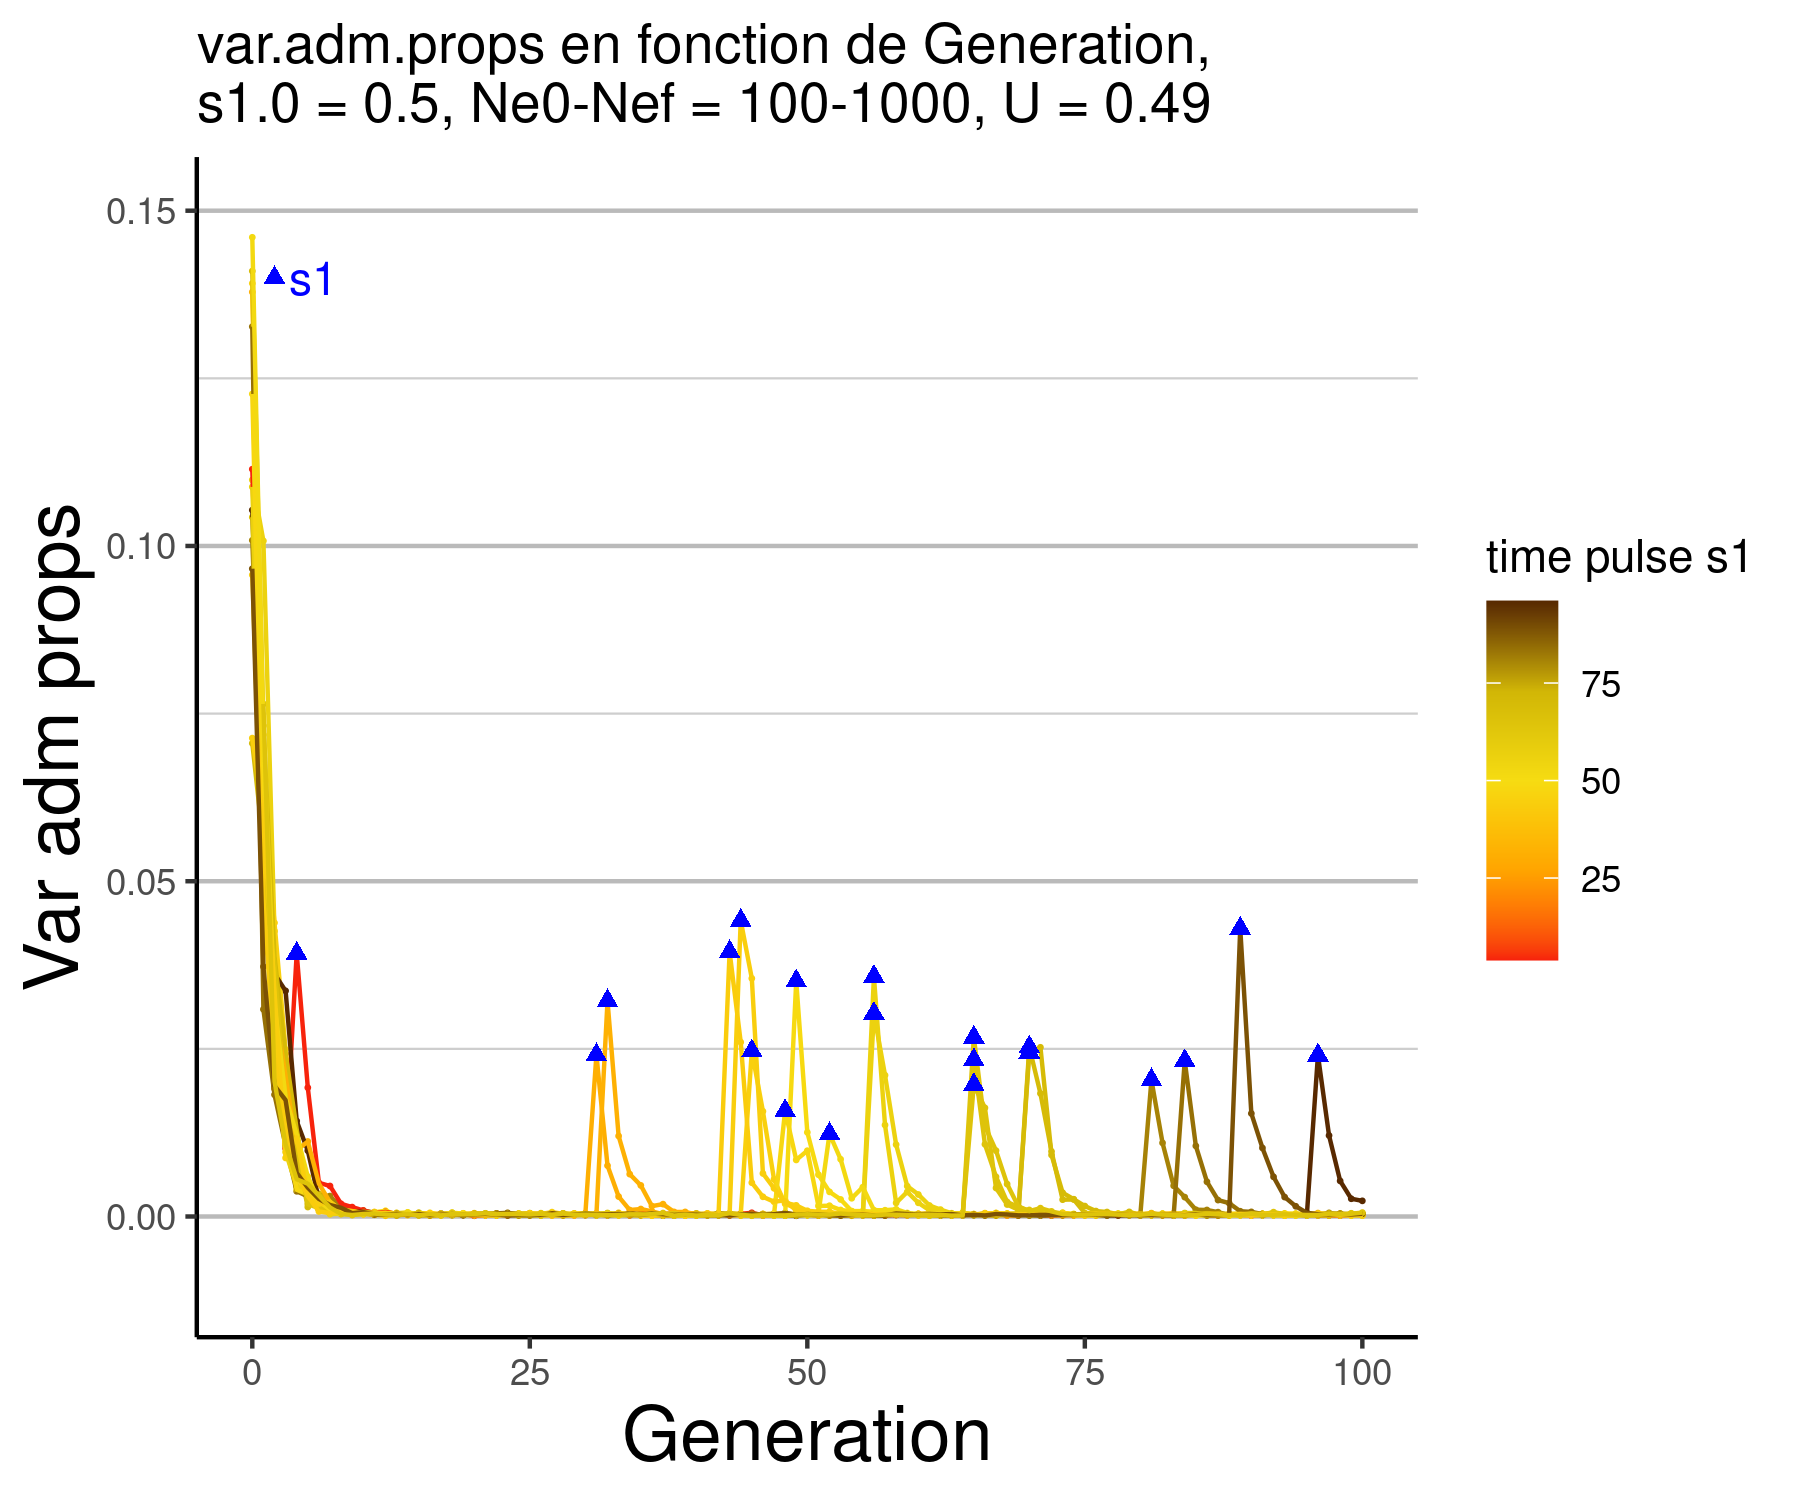 var.adm.props en fonction de Generation,
s1.0 = 0.5, Ne0-Nef = 100-1000, U = 0.49
Var adm props
0.15
0.10
0.05
0.00
s1
0
25
50
75
100
Generation
time pulse s1
75
50
25